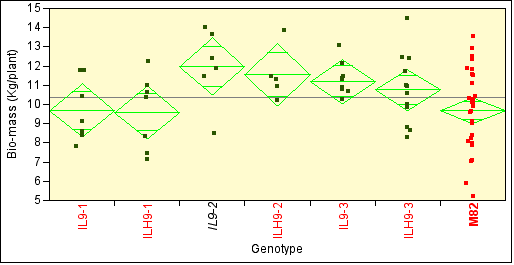 15
14
13
12
11
10
9
8
7
6
5
Bio-mass (Kg/plant)
IL9-1
ILH9-1
IL9-2
ILH9-2
IL9-3
ILH9-3
M82
Genotype